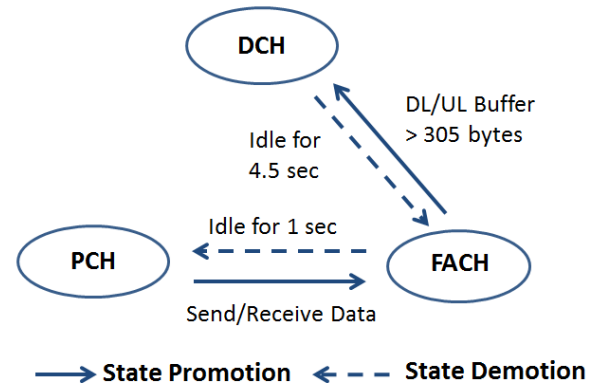 DCH
DL/UL Buffer
> 305 bytes
Idle for
4.5 sec
Idle for 1 sec
PCH
FACH
Send/Receive Data
State Promotion
State Demotion